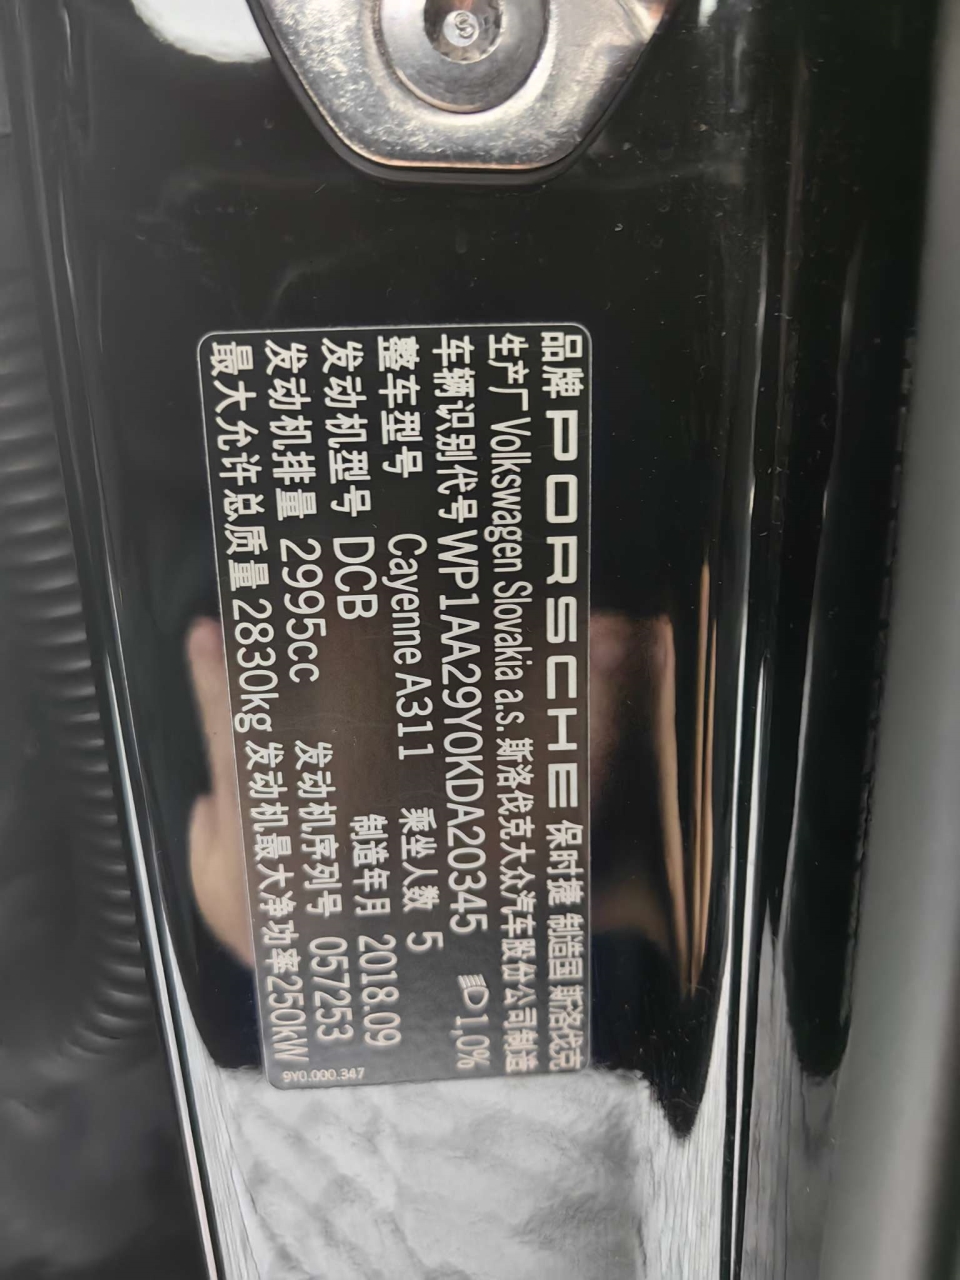 品牌 PORSCHE 保时捷 制造国 斯洛伐克
生产厂 Volkswagen Slovakia a.s. 斯洛伐克大众汽车股份公司制造
车辆识别代号 WP1AA29Y0KDA20345 1,0%
整车型号 Cayenne A311 乘坐人数 5
发动机型号 DCB 制造年月 2018.09
发动机排量 2995cc 发动机序列号 057253
最大允许总质量 2830kg 发动机最大净功率250kW
9Y0.000.347